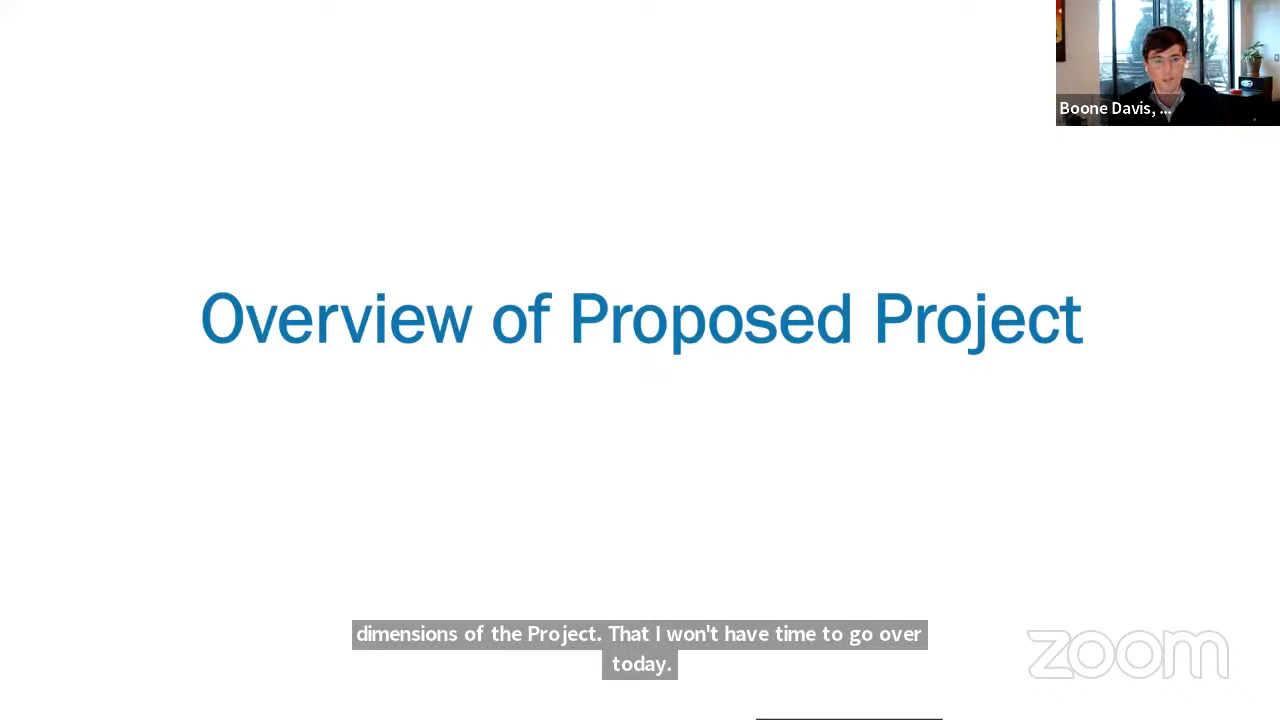 Boone Davis, ...
Overview of Proposed Project
dimensions of the Project. That I won't have time to go over
today.
zoom